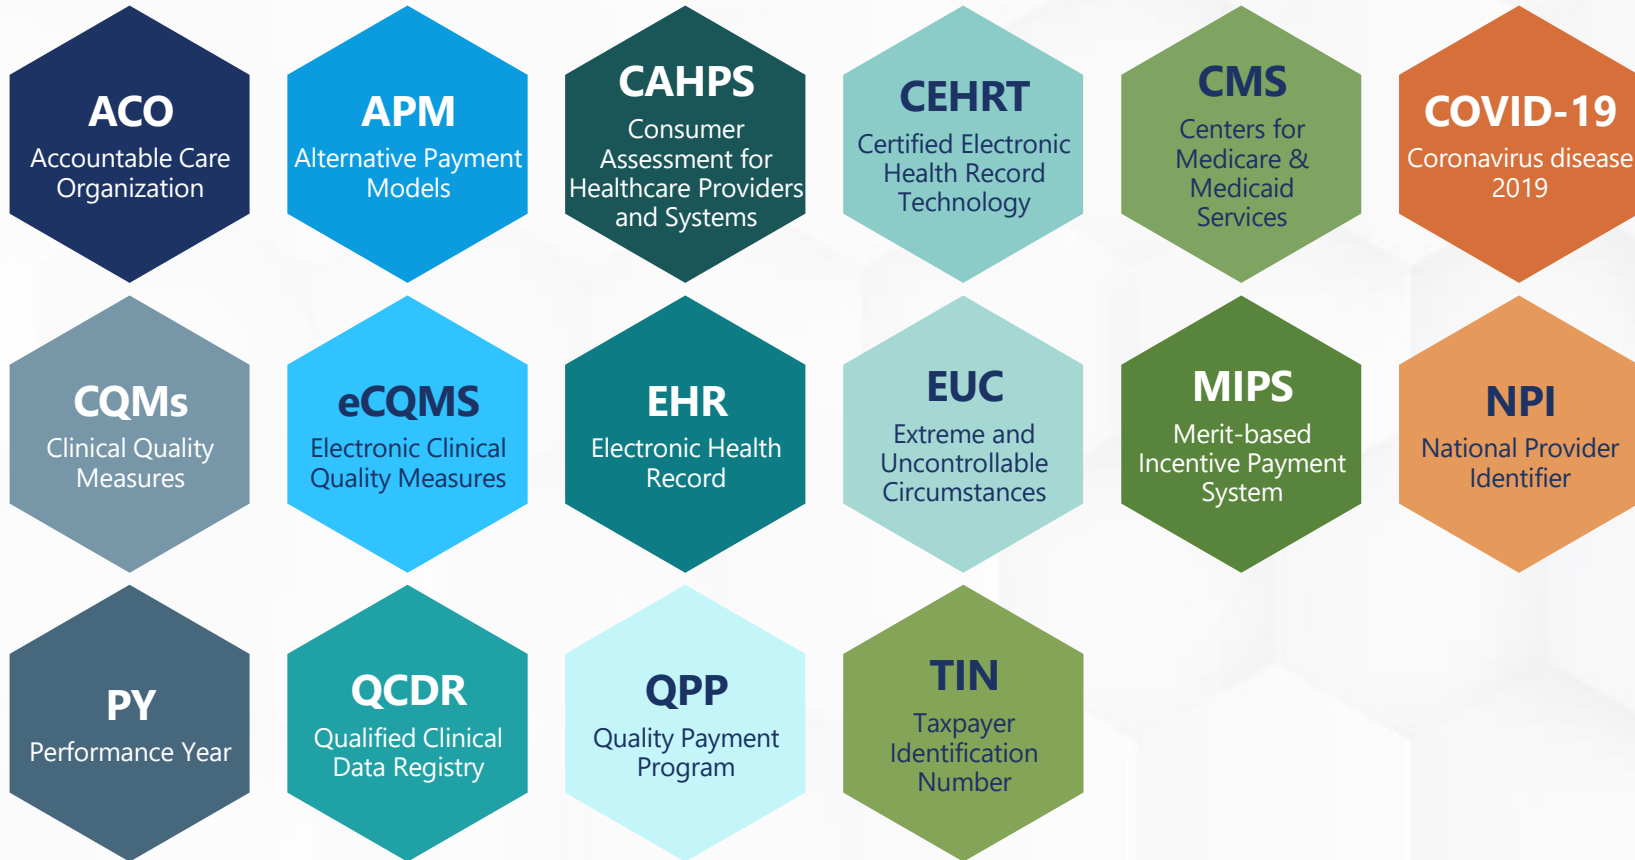 ACO
Accountable Care
Organization
APM
Alternative Payment
Models
CAHPS
Consumer
Assessment for
Healthcare Providers
and Systems
CEHRT
Certified Electronic
Health Record
Technology
CMS
Centers for
Medicare &
Medicaid
Services
COVID-19
Coronavirus disease
2019
CQMs
Clinical Quality
Measures
eCQMS
Electronic Clinical
Quality Measures
EHR
Electronic Health
Record
EUC
Extreme and
Uncontrollable
Circumstances
MIPS
Merit-based
Incentive Payment
System
NPI
National Provider
Identifier
PY
Performance Year
QCDR
Qualified Clinical
Data Registry
QPP
Quality Payment
Program
TIN
Taxpayer
Identification
Number